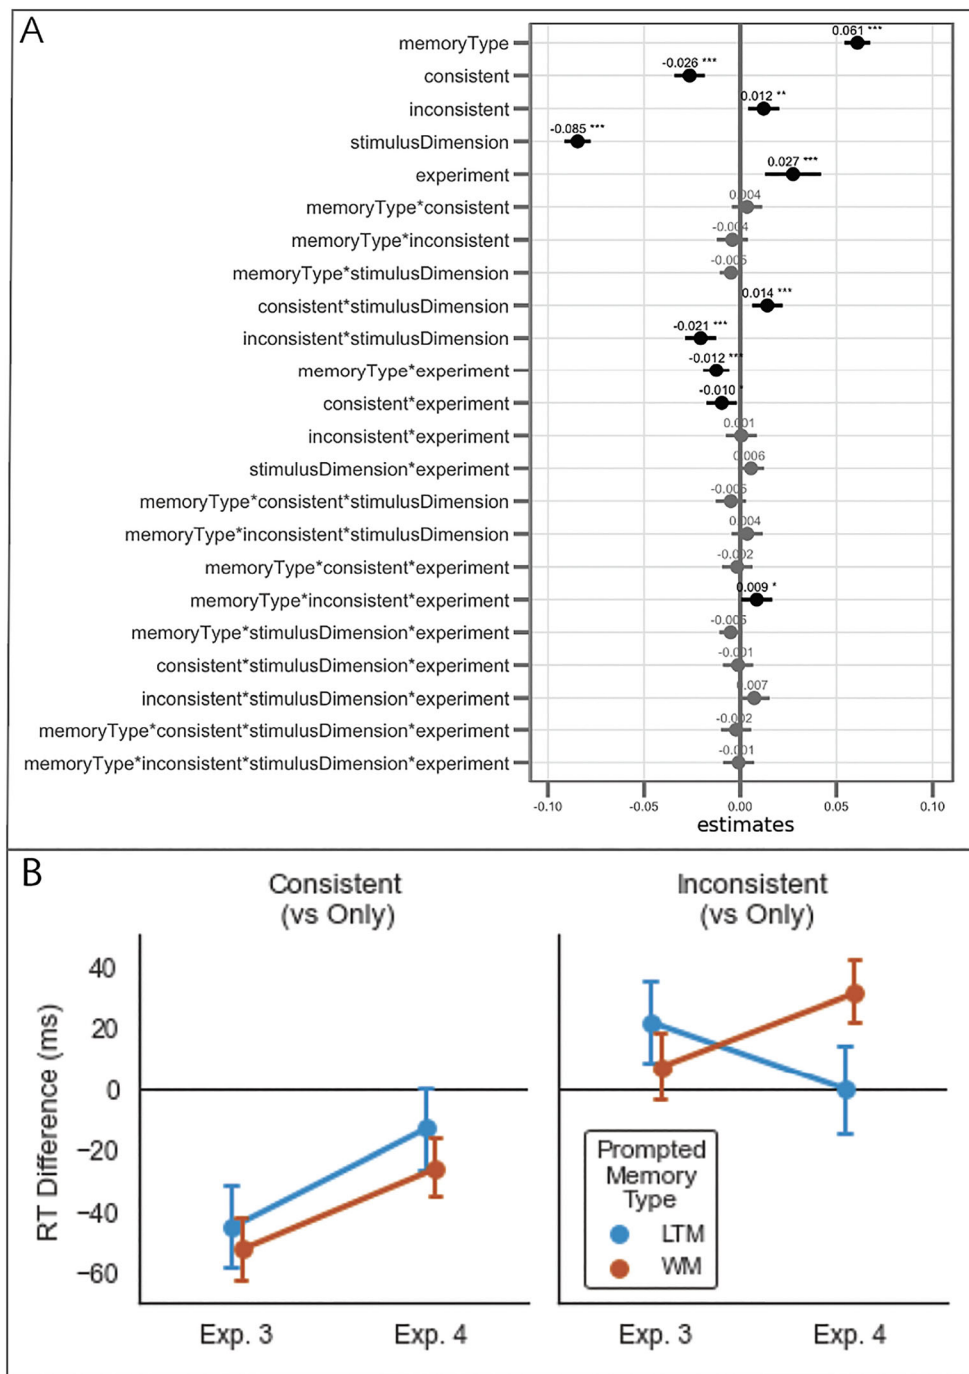 A
memoryType
0.061 ***
consistent
-0.026 ***
inconsistent
0.012 **
stimulusDimension
-0.085 ***
experiment
0.027 ***
memoryType*consistent
0.004
memoryType*inconsistent
-0.004
memoryType*stimulusDimension
-0.005
consistent*stimulusDimension
0.014 ***
inconsistent*stimulusDimension
-0.021 ***
memoryType*experiment
-0.012 ***
consistent*experiment
-0.010 *
inconsistent*experiment
0.001
stimulusDimension*experiment
0.006
memoryType*consistent*stimulusDimension
-0.005
memoryType*inconsistent*stimulusDimension
0.004
memoryType*consistent*experiment
-0.002
memoryType*inconsistent*experiment
0.009 *
memoryType*stimulusDimension*experiment
-0.005
consistent*stimulusDimension*experiment
-0.001
inconsistent*stimulusDimension*experiment
0.007
memoryType*consistent*stimulusDimension*experiment
-0.002
memoryType*inconsistent*stimulusDimension*experiment
-0.001
-0.10 -0.05 0.00 0.05 0.10
estimates
B
Consistent
(vs Only)
Inconsistent
(vs Only)
RT Difference (ms)
40
20
0
−20
−40
−60
Prompted
Memory
Type
LTM
WM
Exp. 3 Exp. 4
Exp. 3 Exp. 4